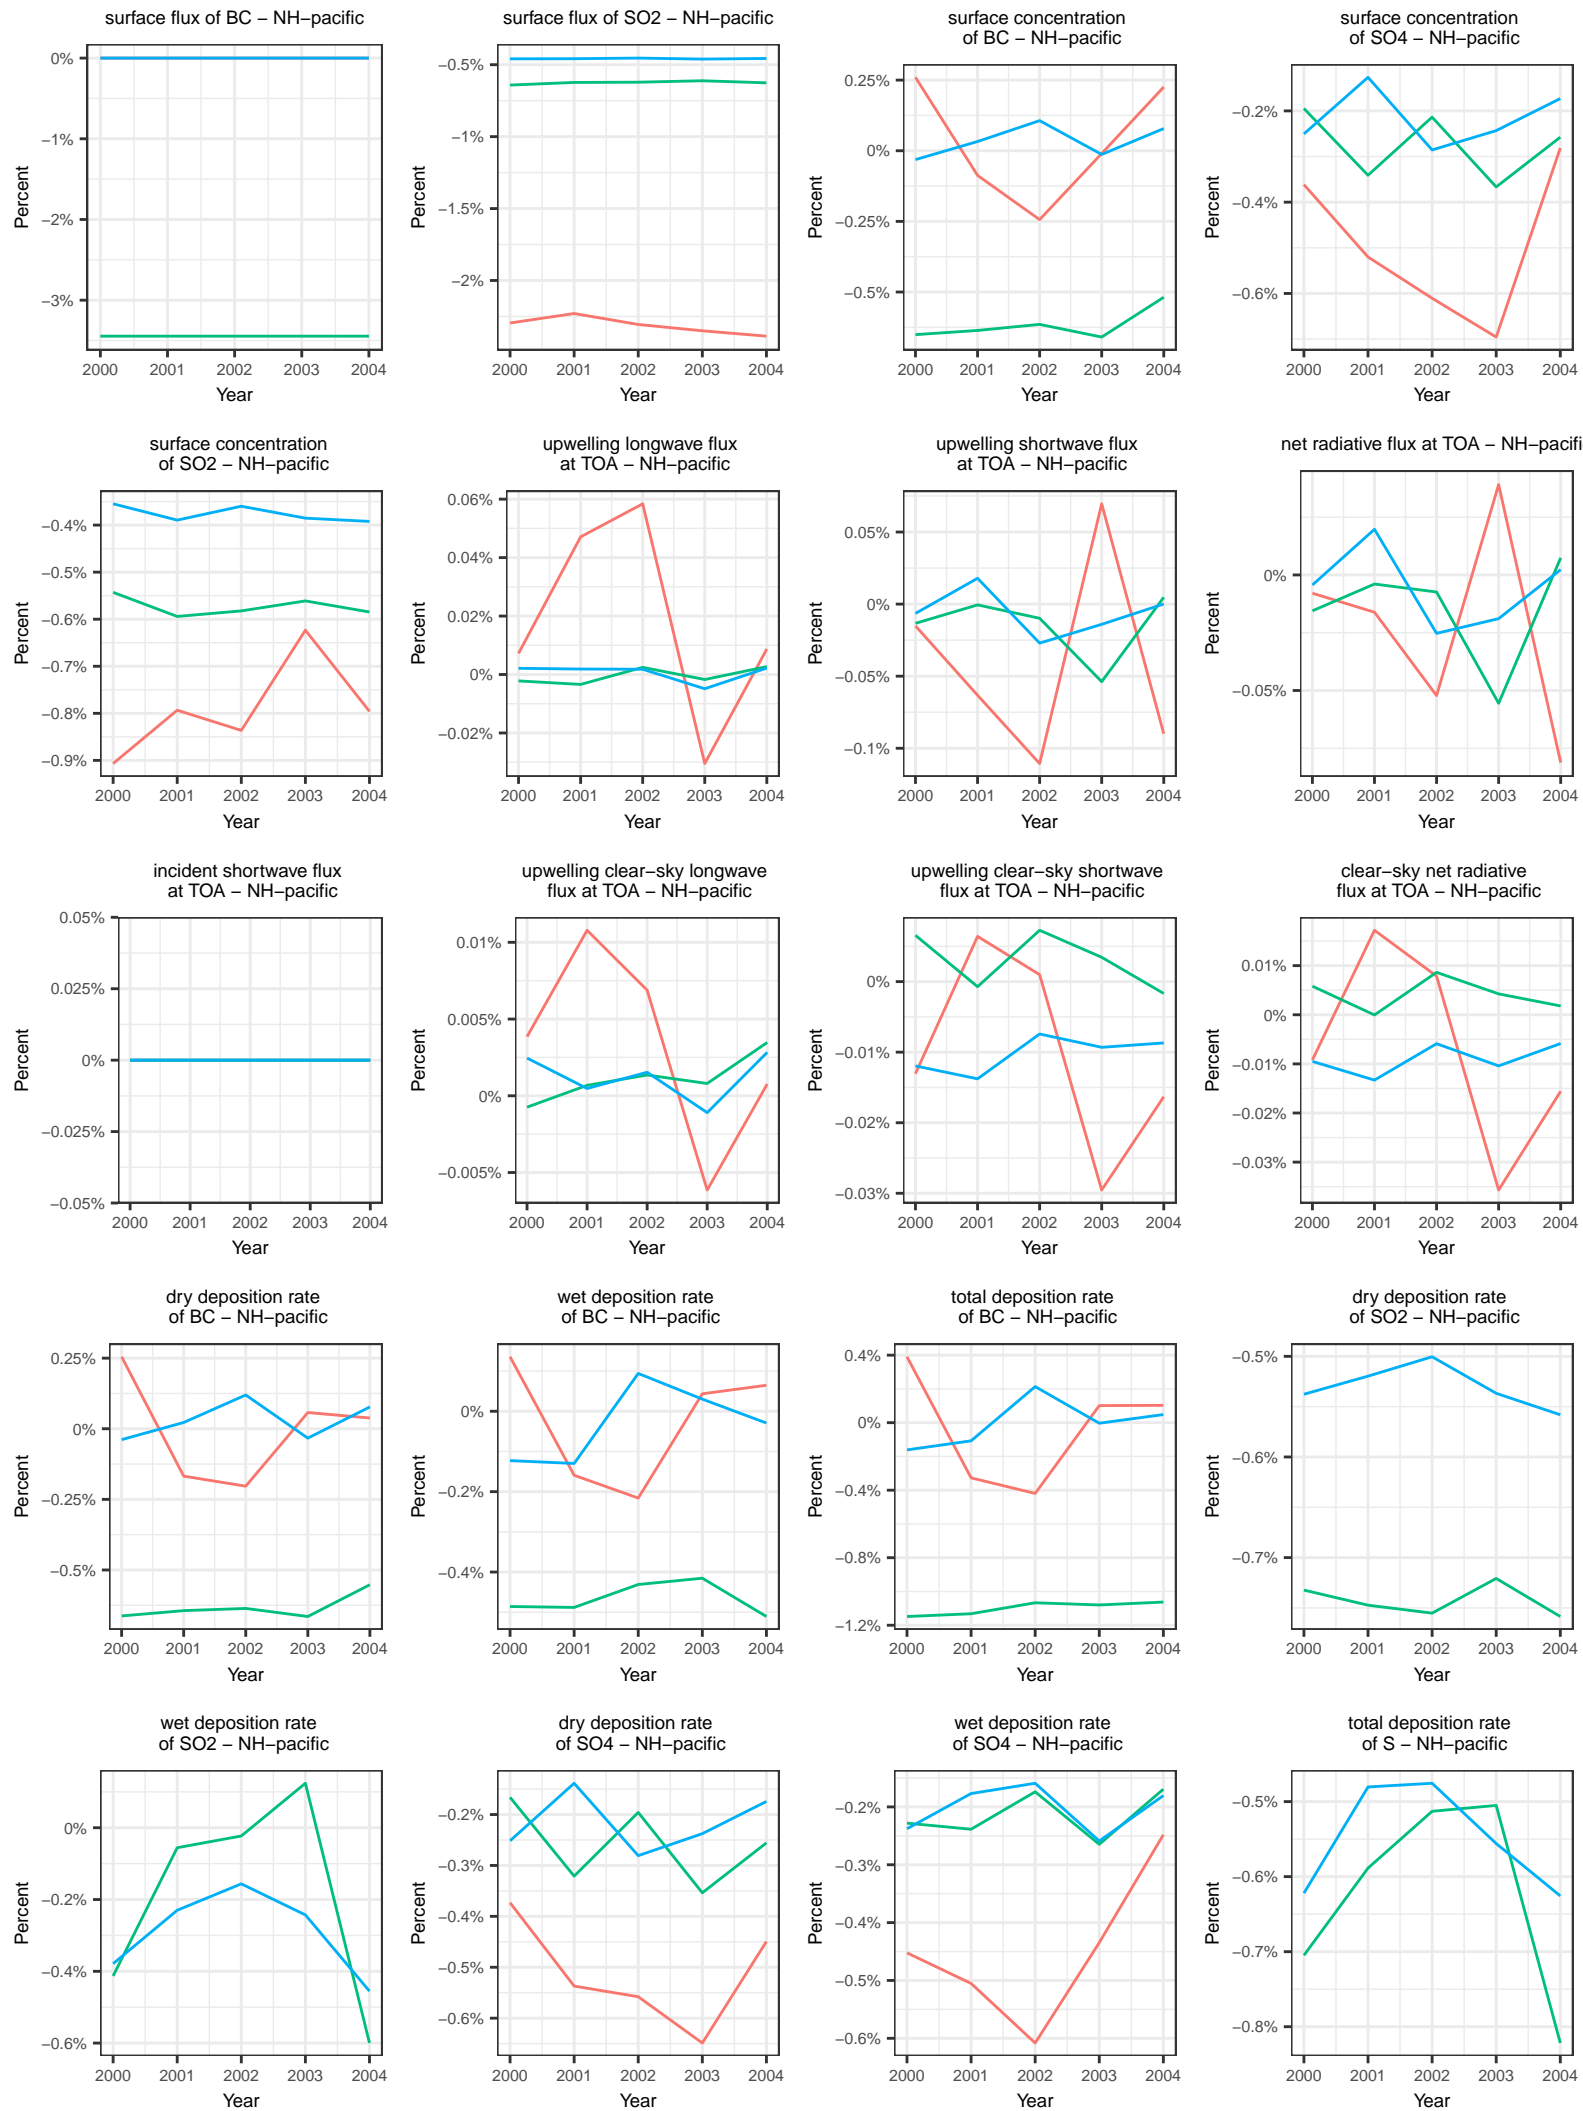 surface flux of BC − NH−pacific
0%
−1%
−2%
−3%
Percent
2000 2001 2002 2003 2004
Year
surface flux of SO2 − NH−pacific
−0.5%
−1%
−1.5%
−2%
Percent
2000 2001 2002 2003 2004
Year
surface concentration
of BC − NH−pacific
0.25%
0%
−0.25%
−0.5%
Percent
2000 2001 2002 2003 2004
Year
surface concentration
of SO4 − NH−pacific
−0.2%
−0.4%
−0.6%
Percent
2000 2001 2002 2003 2004
Year
surface concentration
of SO2 − NH−pacific
−0.4%
−0.5%
−0.6%
−0.7%
−0.8%
−0.9%
Percent
2000 2001 2002 2003 2004
Year
upwelling longwave flux
at TOA − NH−pacific
0.06%
0.04%
0.02%
0%
−0.02%
Percent
2000 2001 2002 2003 2004
Year
upwelling shortwave flux
at TOA − NH−pacific
0.05%
0%
−0.05%
−0.1%
Percent
2000 2001 2002 2003 2004
Year
net radiative flux at TOA − NH−pacifi
0%
−0.05%
Percent
2000 2001 2002 2003 2004
Year
incident shortwave flux
at TOA − NH−pacific
0.05%
0.025%
0%
−0.025%
−0.05%
Percent
2000 2001 2002 2003 2004
Year
upwelling clear−sky longwave
flux at TOA − NH−pacific
0.01%
0.005%
0%
−0.005%
Percent
2000 2001 2002 2003 2004
Year
upwelling clear−sky shortwave
flux at TOA − NH−pacific
0%
−0.01%
−0.02%
−0.03%
Percent
2000 2001 2002 2003 2004
Year
clear−sky net radiative
flux at TOA − NH−pacific
0.01%
0%
−0.01%
−0.02%
−0.03%
Percent
2000 2001 2002 2003 2004
Year
dry deposition rate
of BC − NH−pacific
0.25%
0%
−0.25%
−0.5%
Percent
2000 2001 2002 2003 2004
Year
wet deposition rate
of BC − NH−pacific
0%
−0.2%
−0.4%
Percent
2000 2001 2002 2003 2004
Year
total deposition rate
of BC − NH−pacific
0.4%
0%
−0.4%
−0.8%
−1.2%
Percent
2000 2001 2002 2003 2004
Year
dry deposition rate
of SO2 − NH−pacific
−0.5%
−0.6%
−0.7%
Percent
2000 2001 2002 2003 2004
Year
wet deposition rate
of SO2 − NH−pacific
0%
−0.2%
−0.4%
−0.6%
Percent
2000 2001 2002 2003 2004
Year
dry deposition rate
of SO4 − NH−pacific
−0.2%
−0.3%
−0.4%
−0.5%
−0.6%
Percent
2000 2001 2002 2003 2004
Year
wet deposition rate
of SO4 − NH−pacific
−0.2%
−0.3%
−0.4%
−0.5%
−0.6%
Percent
2000 2001 2002 2003 2004
Year
total deposition rate
of S − NH−pacific
−0.5%
−0.6%
−0.7%
−0.8%
Percent
2000 2001 2002 2003 2004
Year